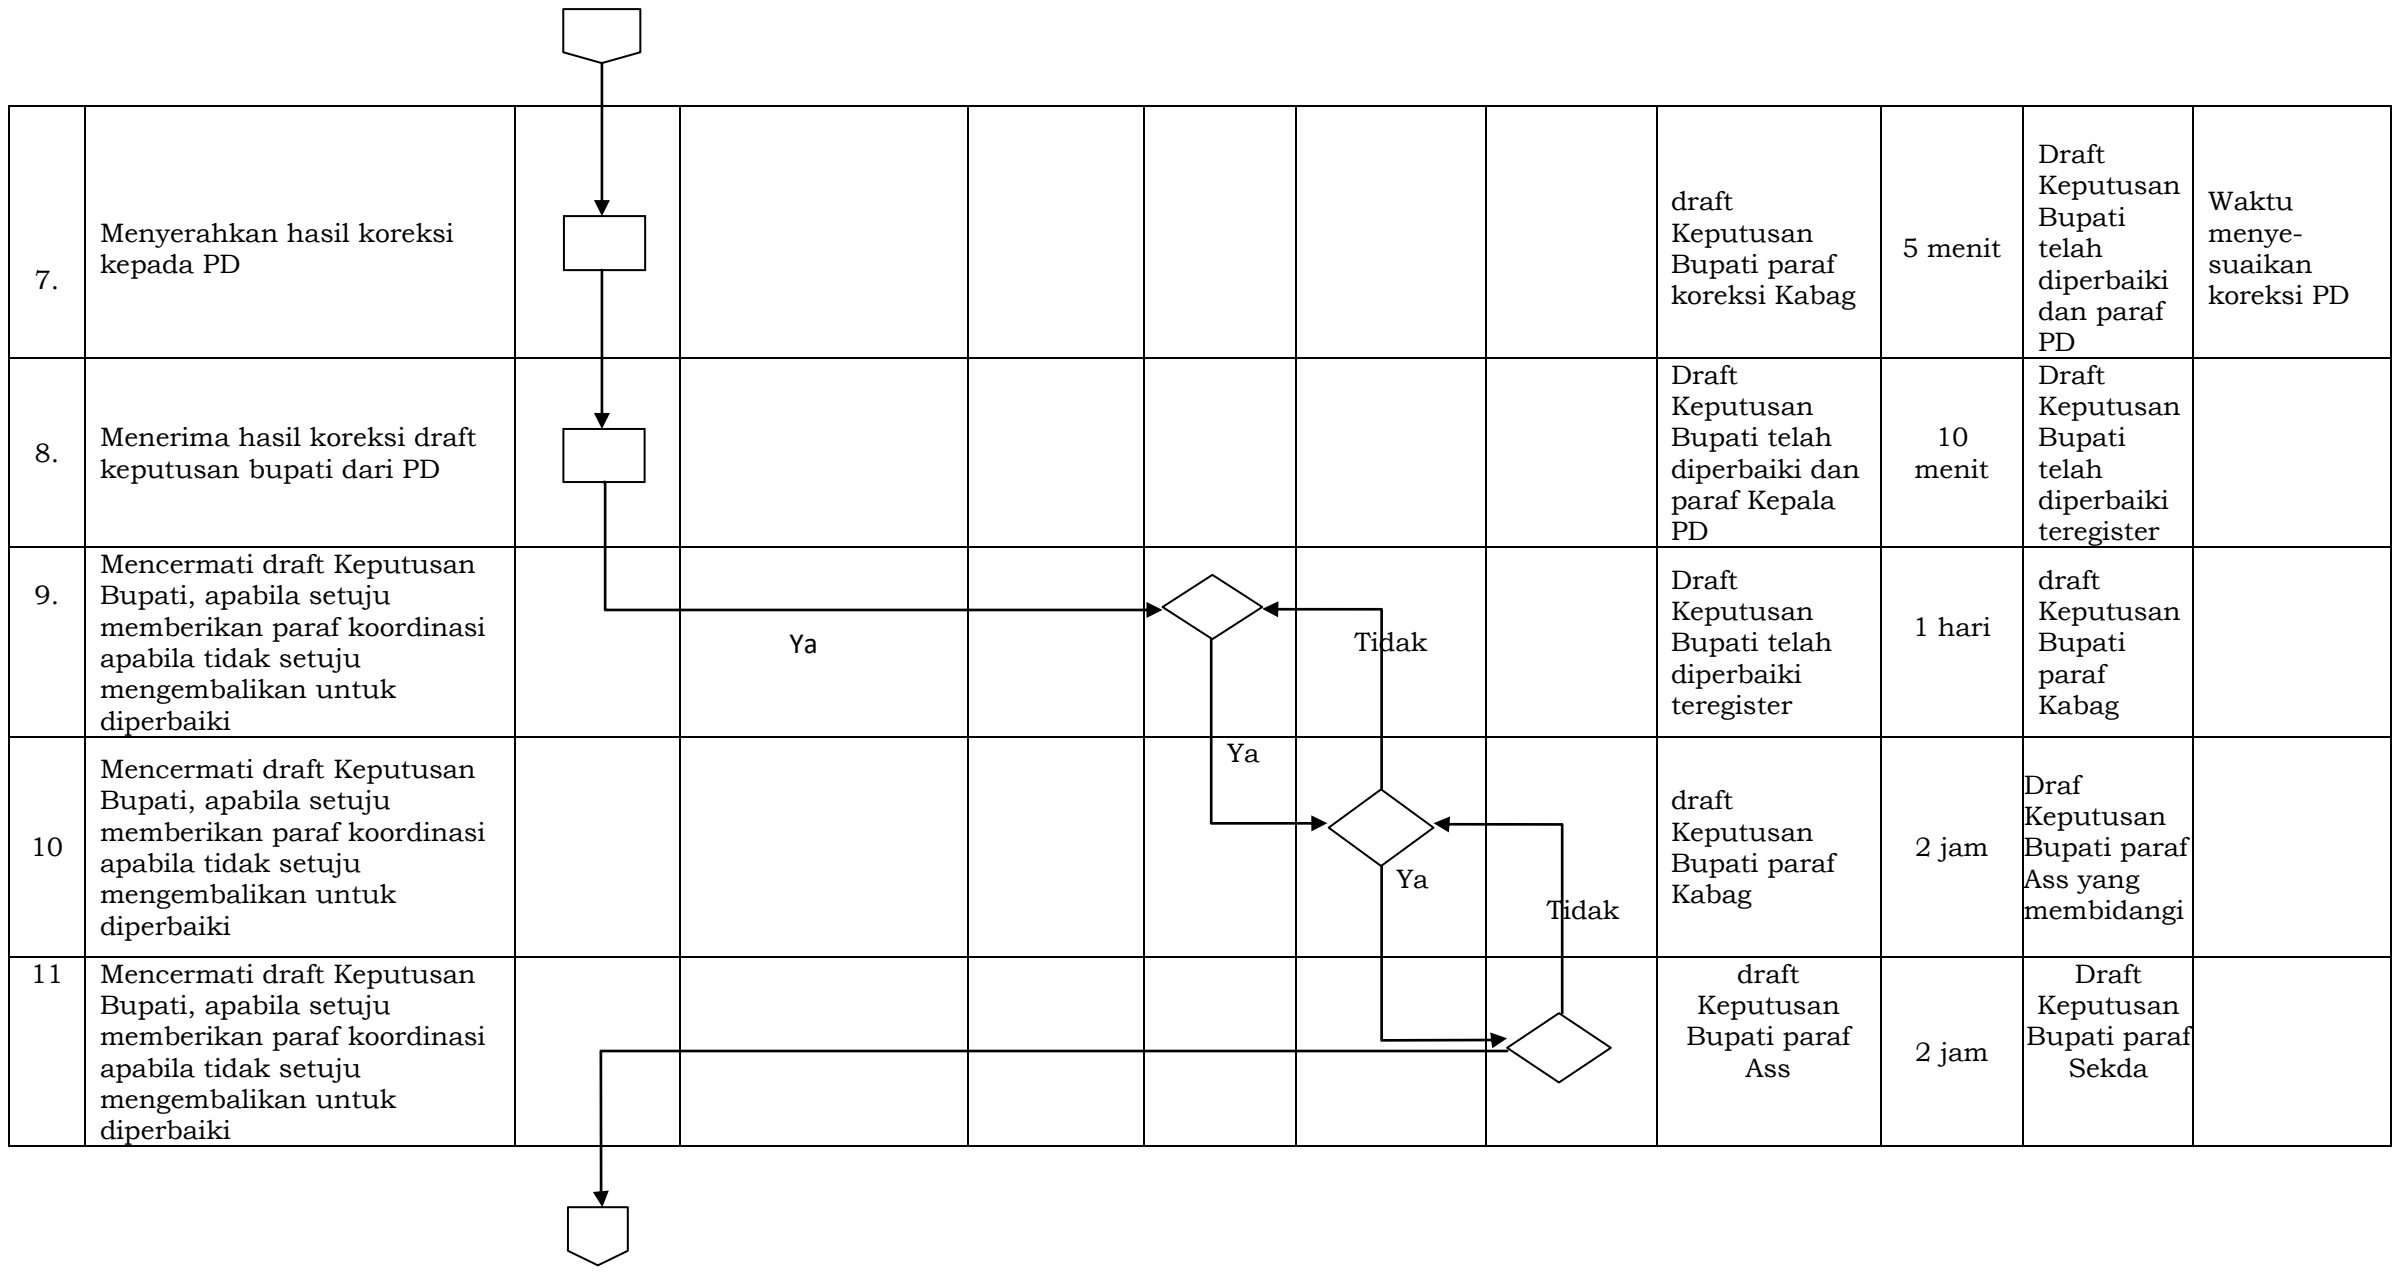 7.
Menyerahkan hasil koreksi
kepada PD
draft
Keputusan
Bupati paraf
koreksi Kabag
5 menit
Draft
Keputusan
Bupati
telah
diperbaiki
dan paraf
PD
Waktu
menye-
suaikan
koreksi PD
8.
Menerima hasil koreksi draft
keputusan bupati dari PD
Draft
Keputusan
Bupati telah
diperbaiki dan
paraf Kepala
PD
10
menit
Draft
Keputusan
Bupati
telah
diperbaiki
teregister
9.
Mencermati draft Keputusan
Bupati, apabila setuju
memberikan paraf koordinasi
apabila tidak setuju
mengembalikan untuk
diperbaiki
Ya
Tidak
Draft
Keputusan
Bupati telah
diperbaiki
teregister
1 hari
draft
Keputusan
Bupati
paraf
Kabag
10
Mencermati draft Keputusan
Bupati, apabila setuju
memberikan paraf koordinasi
apabila tidak setuju
mengembalikan untuk
diperbaiki
Ya
Ya
Tidak
draft
Keputusan
Bupati paraf
Kabag
2 jam
Draf
Keputusan
Bupati paraf
Ass yang
membidangi
11
Mencermati draft Keputusan
Bupati, apabila setuju
memberikan paraf koordinasi
apabila tidak setuju
mengembalikan untuk
diperbaiki
draft
Keputusan
Bupati paraf
Ass
2 jam
Draft
Keputusan
Bupati paraf
Sekda